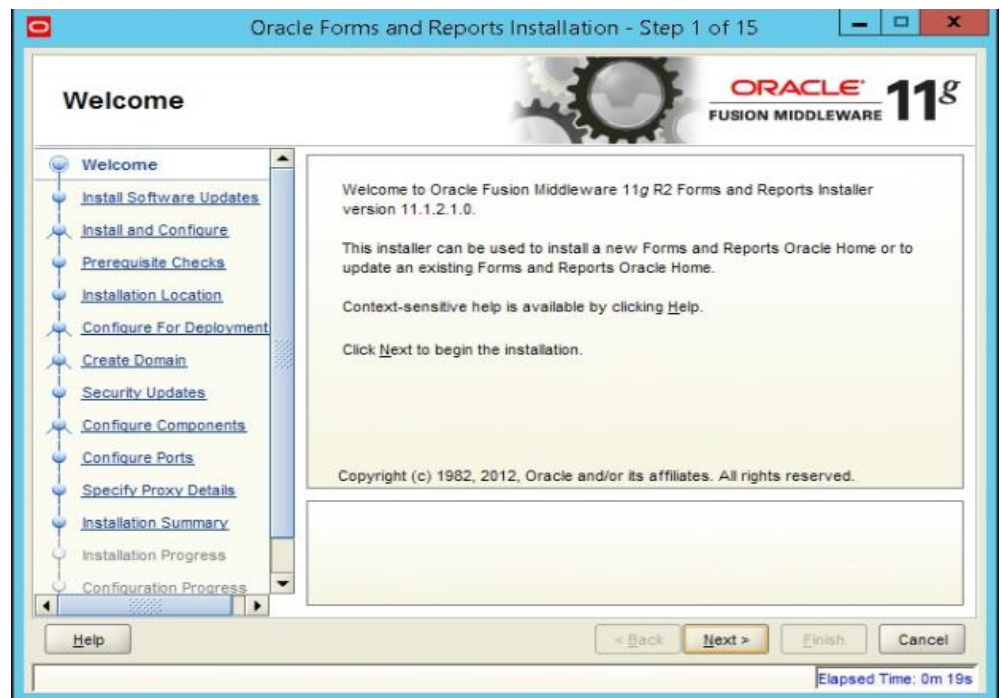 Oracle Forms and Reports Installation - Step 1 of 15
Welcome
ORACLE
FUSION MIDDLEWARE
11g
Welcome
Install Software Updates
Install and Configure
Prerequisite Checks
Installation Location
Configure For Deployment
Create Domain
Security Updates
Configure Components
Configure Ports
Specify Proxy Details
Installation Summary
Installation Progress
Configuration Progress
Welcome to Oracle Fusion Middleware 11g R2 Forms and Reports Installer
version 11.1.2.1.0.
This installer can be used to install a new Forms and Reports Oracle Home or to
update an existing Forms and Reports Oracle Home.
Context-sensitive help is available by clicking Help.
Click Next to begin the installation.
Copyright (c) 1982, 2012, Oracle and/or its affiliates. All rights reserved.
Help
< Back
Next >
Finish
Cancel
Elapsed Time: 0m 19s